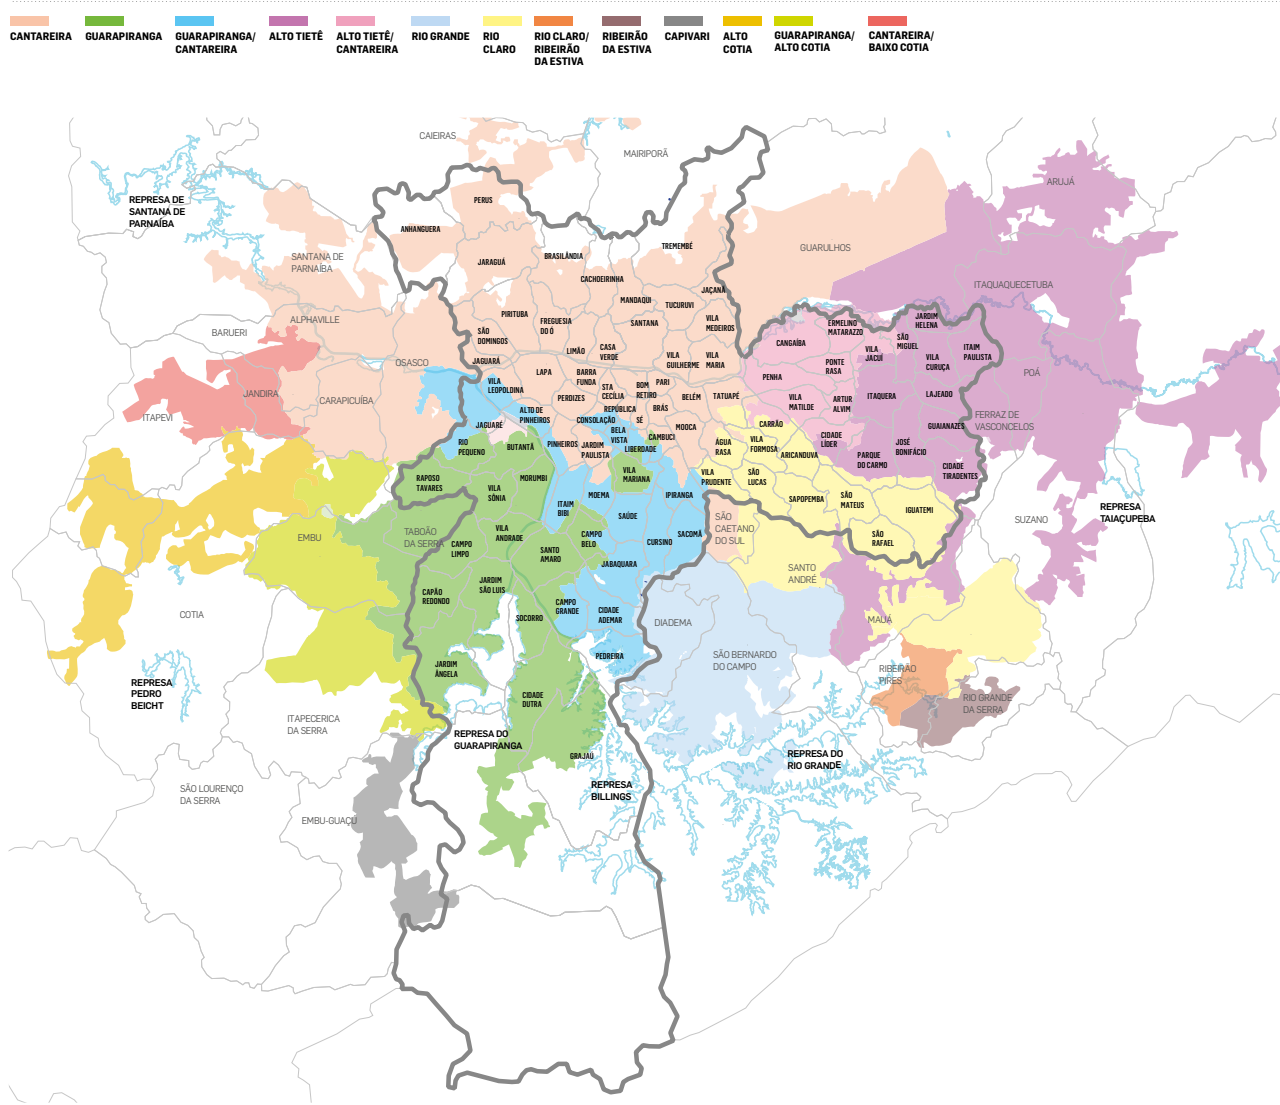 CANTAREIRA
GUARAPIRANGA
GUARAPIRANGA/
CANTAREIRA
ALTO TIETÊ
ALTO TIETÊ/
CANTAREIRA
RIO GRANDE
RIO
CLARO
RIO CLARO/
RIBEIRÃO
DA ESTIVA
RIBEIRÃO
DA ESTIVA
CAPIVARI
ALTO
COTIA
GUARAPIRANGA/
ALTO COTIA
CANTAREIRA/
BAIXO COTIA
CAIEIRAS
MAIRIPORÃ
ARUJÁ
REPRESA DE
SANTANA DE
PARNAÍBA
PERUS
ANHANGUERA
TREMEMBÉ
GUARULHOS
SANTANA DE
PARNAÍBA
JARAGUÁ
BRASILÂNDIA
CACHOEIRINHA
JAÇANÃ
ITAQUAQUECETUBA
MANDAQUI
TUCURUVI
ALPHAVILLE
BARUERI
PIRITUBA
FREGUESIA
DO Ó
SANTANA
VILA
MEDEIROS
ERMELINO
MATARAZZO
JARDIM
HELENA
SÃO
DOMINGOS
CANGAÍBA
SÃO
MIGUEL
ITAIM
PAULISTA
LIMÃO
CASA
VERDE
VILA
GUILHERME
VILA
MARIA
VILA
JACUÍ
VILA
CURUÇA
OSASCO
JAGUARÁ
PONTE
RASA
POÁ
LAPA
BARRA
FUNDA
PENHA
VILA
LEOPOLDINA
STA
CECÍLIA
BOM
RETIRO
PARI
JANDIRA
CARAPICUÍBA
PERDIZES
BELÉM
TATUAPÉ
VILA
MATILDE
ARTUR
ALVIM
ITAQUERA
LAJEADO
ITAPEVI
ALTO DE
PINHEIROS
REPÚBLICA
BRÁS
CONSOLAÇÃO
SÉ
JAGUARÉ
BELA
VISTA
MOOCA
CARRÃO
GUAIANAZES
FERRAZ DE
VASCONCELOS
RIO
PEQUENO
BUTANTÃ
PINHEIROS
JARDIM
PAULISTA
LIBERDADE
CAMBUCI
ÁGUA
RASA
VILA
FORMOSA
CIDADE
LÍDER
ARICANDUVA
PARQUE
DO CARMO
JOSÉ
BONIFÁCIO
CIDADE
TIRADENTES
RAPOSO
TAVARES
MORUMBI
VILA
SÔNIA
VILA
MARIANA
VILA
PRUDENTE
SÃO
LUCAS
MOEMA
IPIRANGA
SAPOPEMBA
SÃO
MATEUS
IGUATEMI
REPRESA
TAIAÇUPEBA
ITAIM
BIBI
SAÚDE
SÃO
CAETANO
DO SUL
SUZANO
EMBU
TABOÃO
DA SERRA
VILA
ANDRADE
CAMPO
LIMPO
CAMPO
BELO
CURSINO
SACOMÃ
SÃO
RAFAEL
SANTO
AMARO
JABAQUARA
SANTO
ANDRÉ
JARDIM
SÃO LUIS
CAPÃO
REDONDO
CAMPO
GRANDE
CIDADE
ADEMAR
COTIA
SOCORRO
DIADEMA
MAUÁ
PEDREIRA
SÃO BERNARDO
DO CAMPO
JARDIM
ÂNGELA
RIBEIRÃO
PIRES
REPRESA
PEDRO
BEICHT
CIDADE
DUTRA
RIO GRANDE
DA SERRA
ITAPECERICA
DA SERRA
REPRESA DO
GUARAPIRANGA
GRAJAÚ
REPRESA DO
RIO GRANDE
SÃO LOURENÇO
DA SERRA
REPRESA
BILLINGS
EMBU-GUAÇÚ